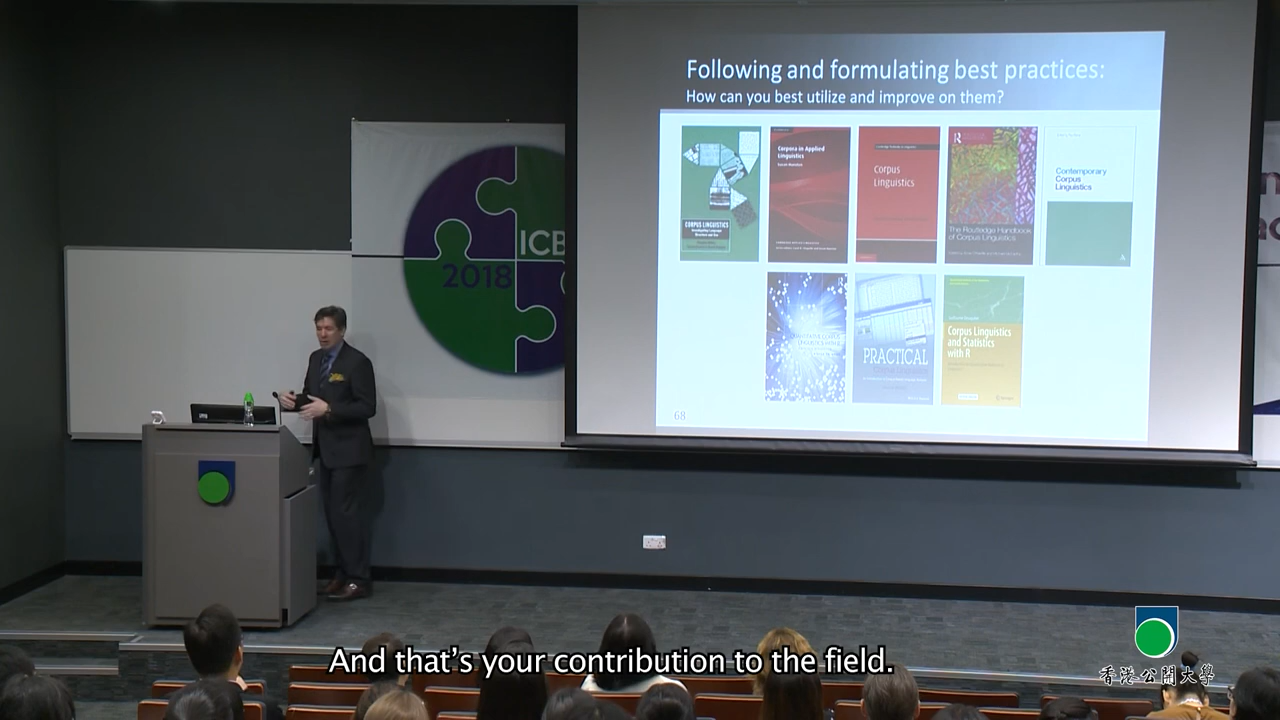 Following and formulating best practices:
How can you best utilize and improve on them?
CORPUS LINGUISTICS
Corpora in Applied
Linguistics
Corpus
Linguistics
The Routledge Handbook
of Corpus Linguistics
Contemporary
Corpus
Linguistics
PRACTICAL
Corpus Linguistics
and Statistics
with R
68
ICB
2018
And that's your contribution to the field.
香港公開大學